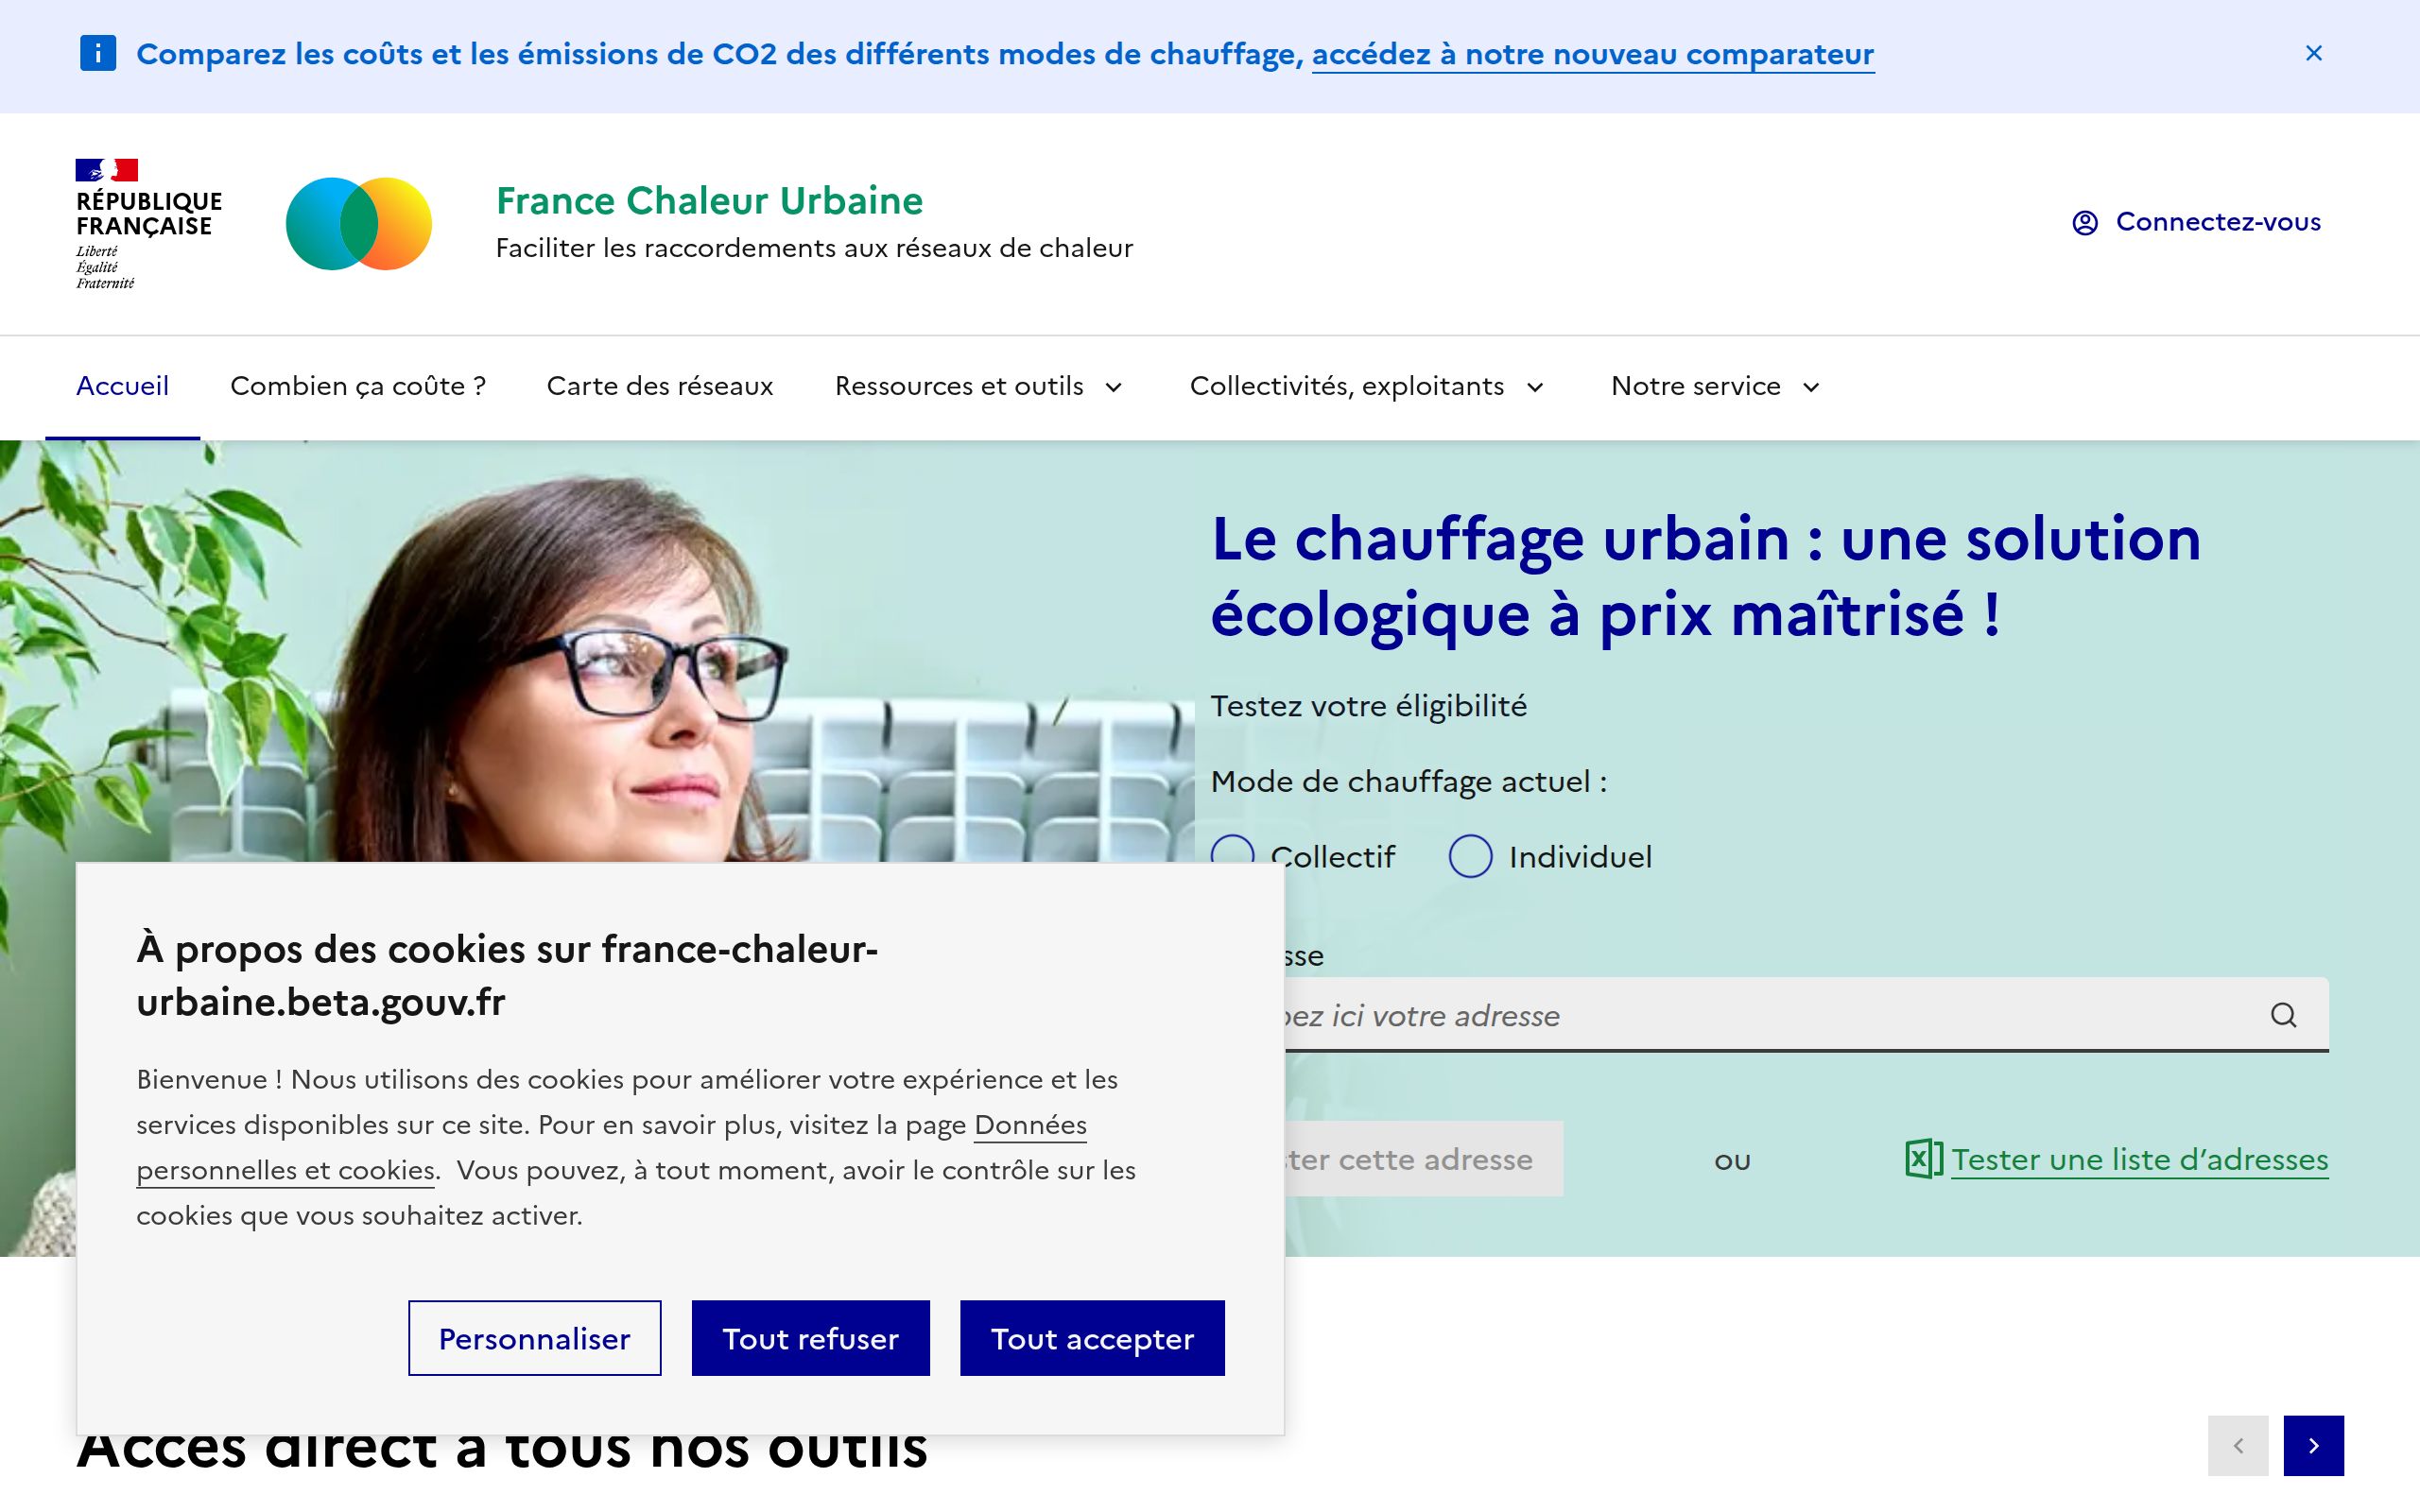 Comparez les coûts et les émissions de CO2 des différents modes de chauffage, accédez à notre nouveau comparateur
RÉPUBLIQUE
FRANÇAISE
Liberté
Égalité
Fraternité
France Chaleur Urbaine
Faciliter les raccordements aux réseaux de chaleur
Connectez-vous
Accueil
Combien ça coûte ?
Carte des réseaux
Ressources et outils
Collectivités, exploitants
Notre service
Le chauffage urbain : une solution
écologique à prix maîtrisé !
Testez votre éligibilité
Mode de chauffage actuel :
Collectif
Individuel
ici votre adresse
cette adresse
ou
Tester une liste d’adresses
À propos des cookies sur france-chaleur-
urbaine.beta.gouv.fr
Bienvenue ! Nous utilisons des cookies pour améliorer votre expérience et les
services disponibles sur ce site. Pour en savoir plus, visitez la page Données
personnelles et cookies.  Vous pouvez, à tout moment, avoir le contrôle sur les
cookies que vous souhaitez activer.
Personnaliser
Tout refuser
Tout accepter
Accès direct à tous nos outils